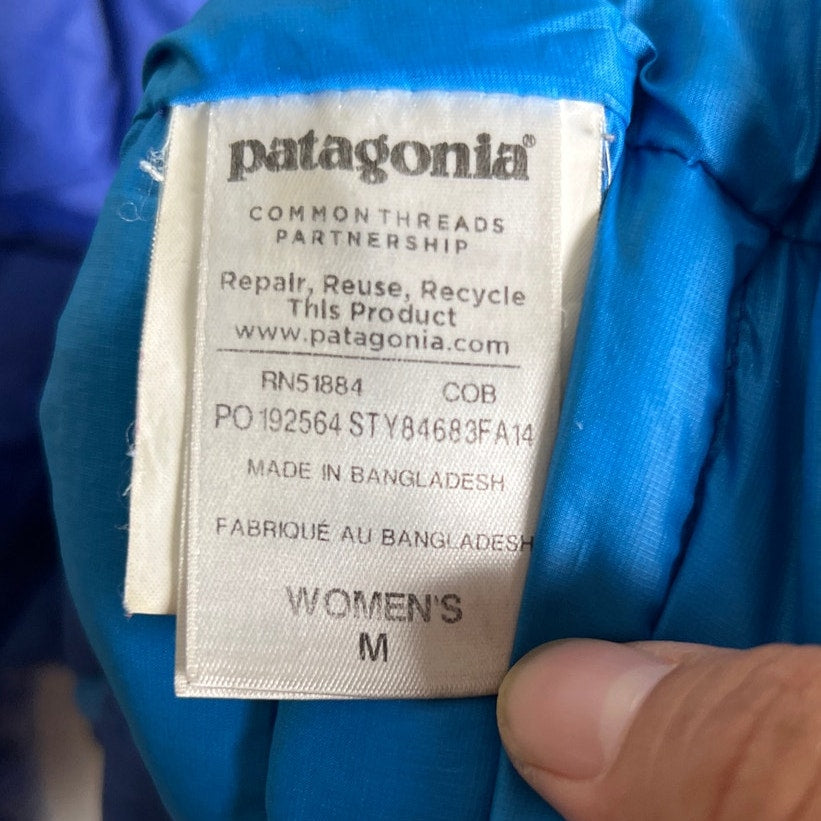 patagonia®
COMMON THREADS
PARTNERSHIP
Repair, Reuse, Recycle
This Product
www.patagonia.com
RN51884 COB
PO 192564 STY84683FA14
MADE IN BANGLADESH
FABRIQUÉ AU BANGLADESH
WOMEN'S
M